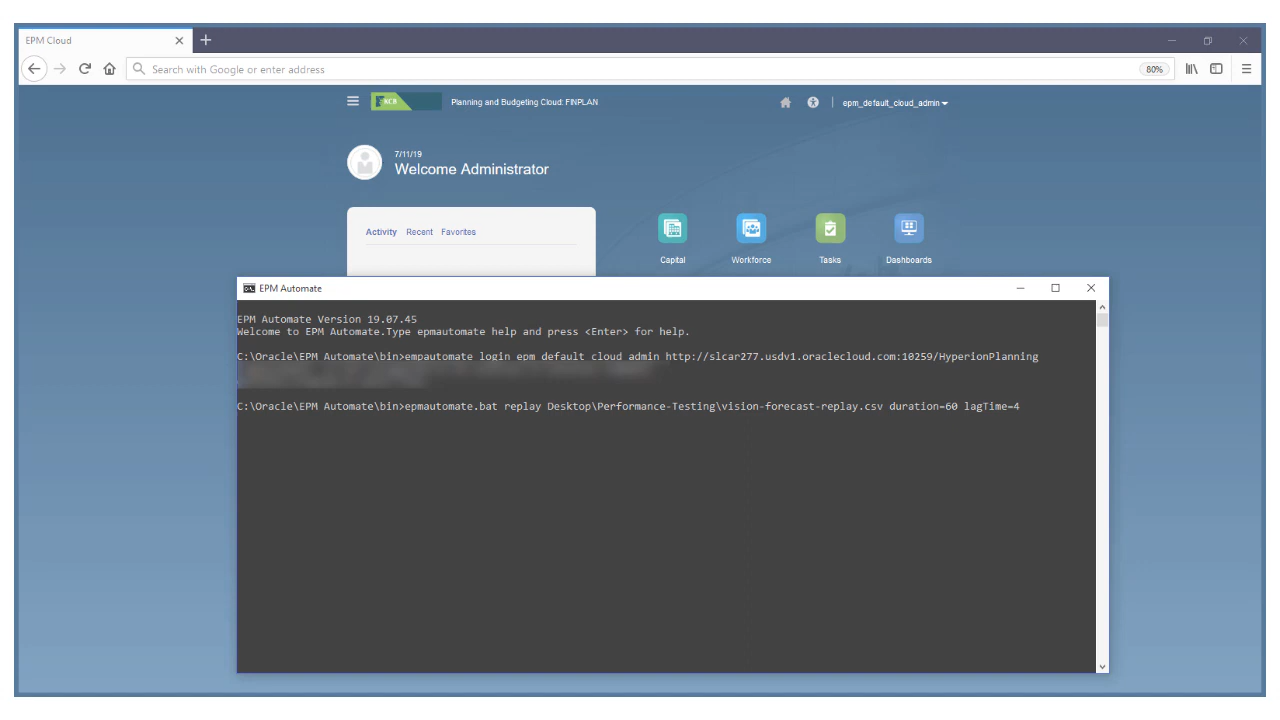 EPM Cloud
Search with Google or enter address
80%
KCB
Planning and Budgeting Cloud: FINPLAN
epm_default_cloud_admin
7/11/19
Welcome Administrator
Activity Recent Favorites
Capital Workforce Tasks Dashboards
EPM Automate
EPM Automate Version 19.07.45
Welcome to EPM Automate.Type epmautomate help and press <Enter> for help.
C:\Oracle\EPM Automate\bin>empautomate login epm default cloud admin http://slcar277.usdv1.oraclecloud.com:10259/HyperionPlanning
C:\Oracle\EPM Automate\bin>epmautomate.bat replay Desktop\Performance-Testing\vision-forecast-replay.csv duration=60 lagTime=4